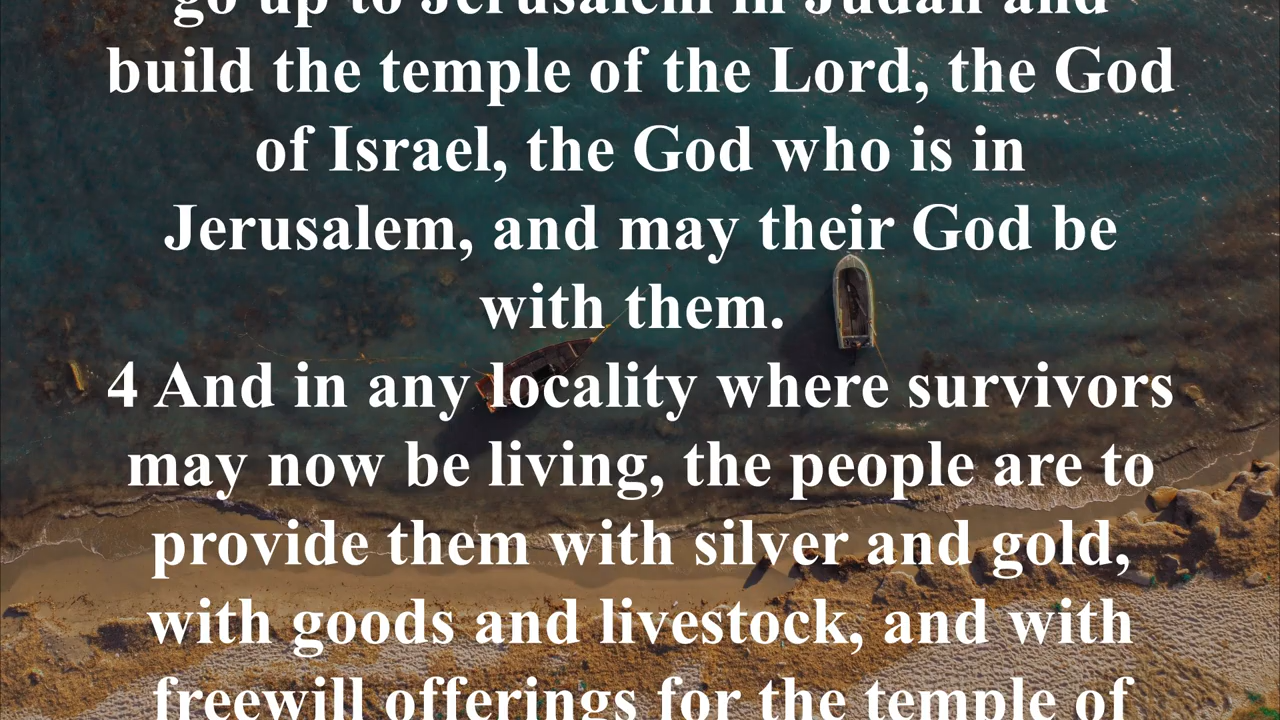 go up to Jerusalem in Judah and
build the temple of the Lord, the God
of Israel, the God who is in
Jerusalem, and may their God be
with them.
4 And in any locality where survivors
may now be living, the people are to
provide them with silver and gold,
with goods and livestock, and with
freewill offerings for the temple of